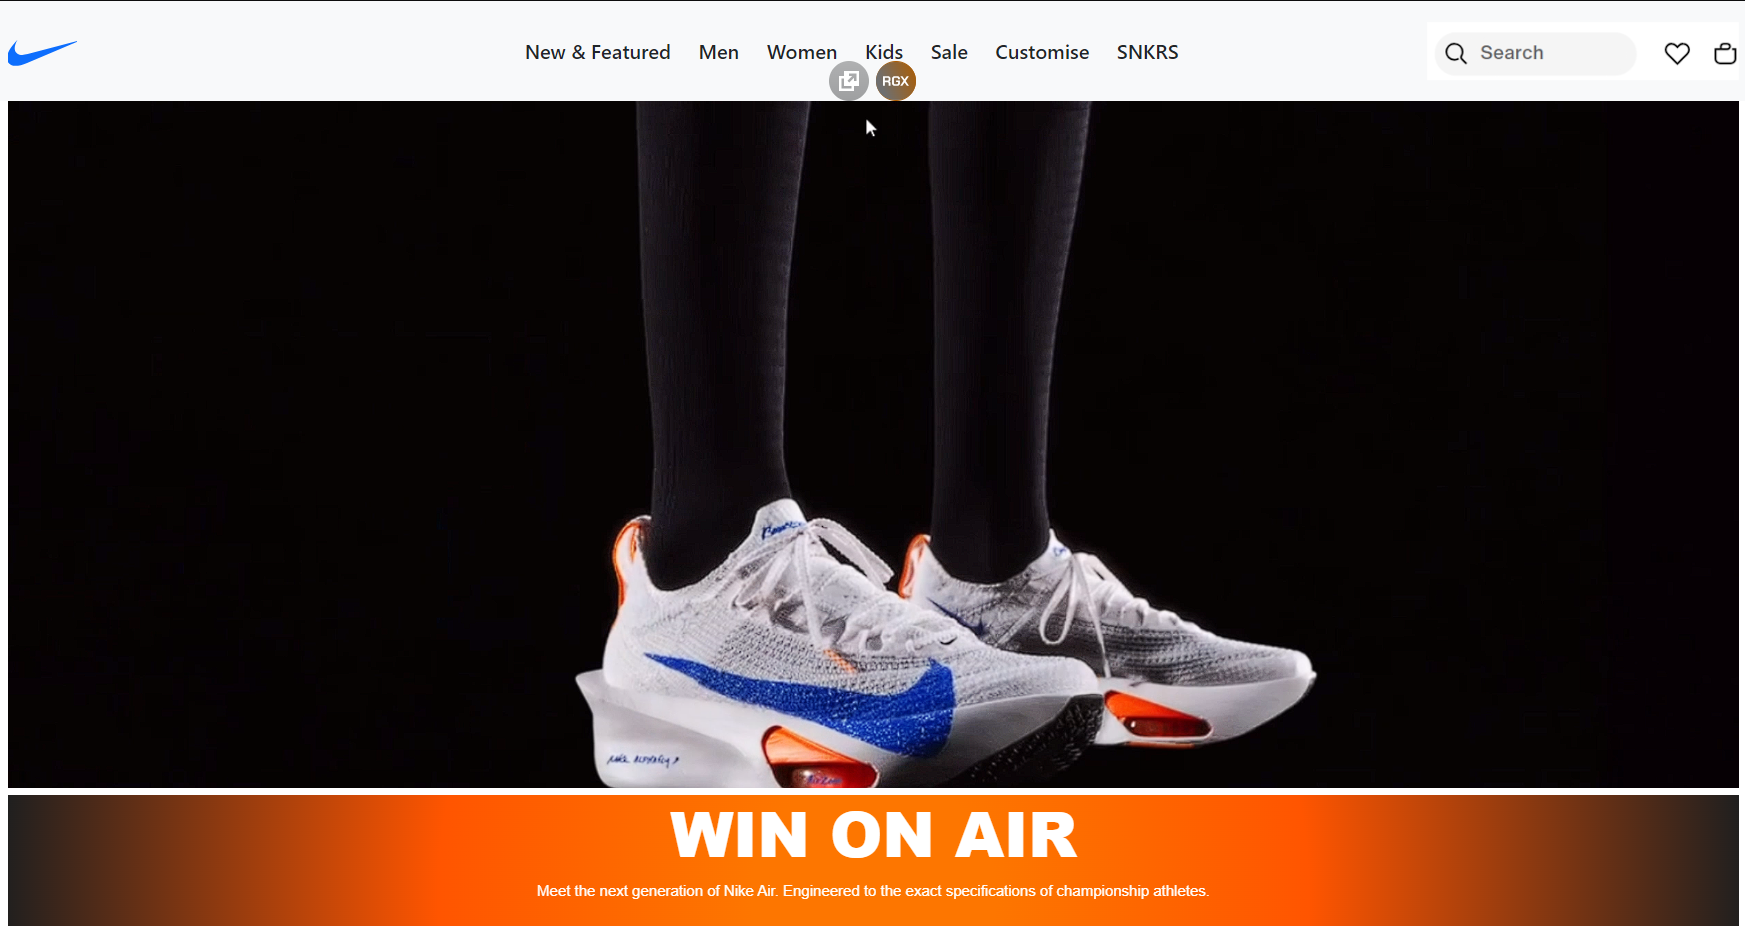 New & Featured Men Women Kids Sale Customise SNKRS
Search
RGX
WIN ON AIR
Meet the next generation of Nike Air. Engineered to the exact specifications of championship athletes.